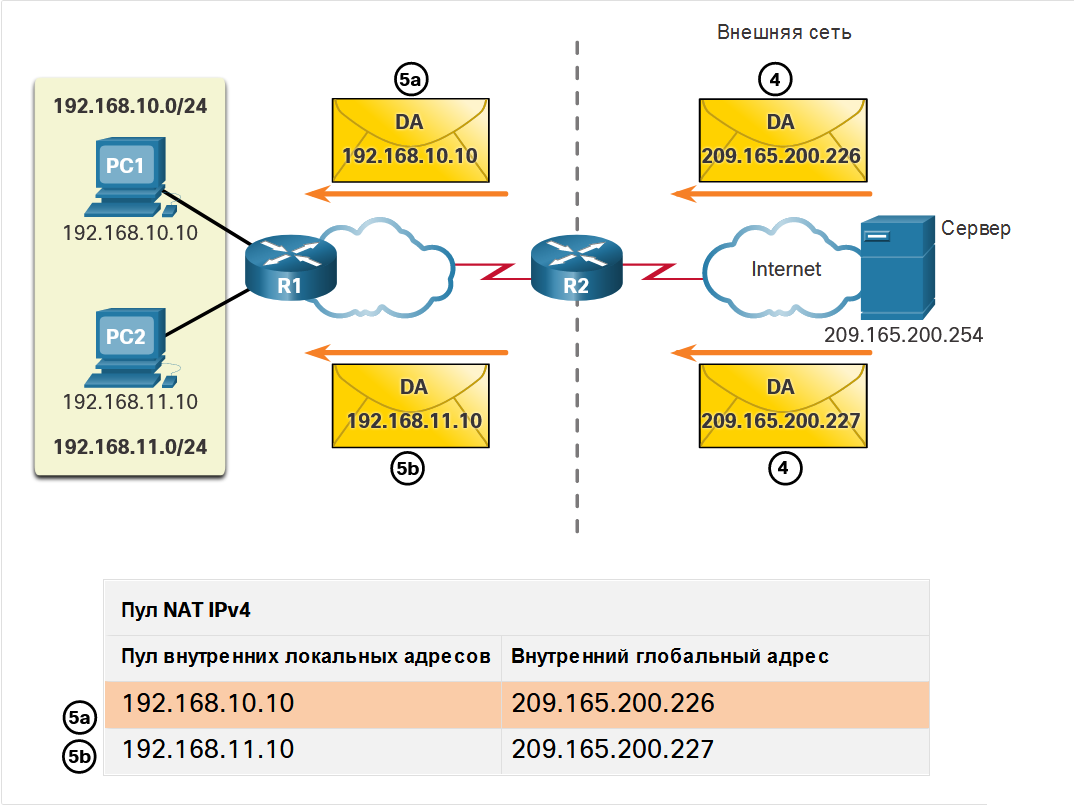 Внешняя сеть
5a
4
192.168.10.0/24
DA
192.168.10.10
DA
209.165.200.226
PC1
192.168.10.10
Сервер
R1
R2
Internet
PC2
209.165.200.254
192.168.11.10
DA
192.168.11.10
DA
209.165.200.227
192.168.11.0/24
5b
4
Пул NAT IPv4
Пул внутренних локальных адресов Внутренний глобальный адрес
5a 192.168.10.10 209.165.200.226
5b 192.168.11.10 209.165.200.227